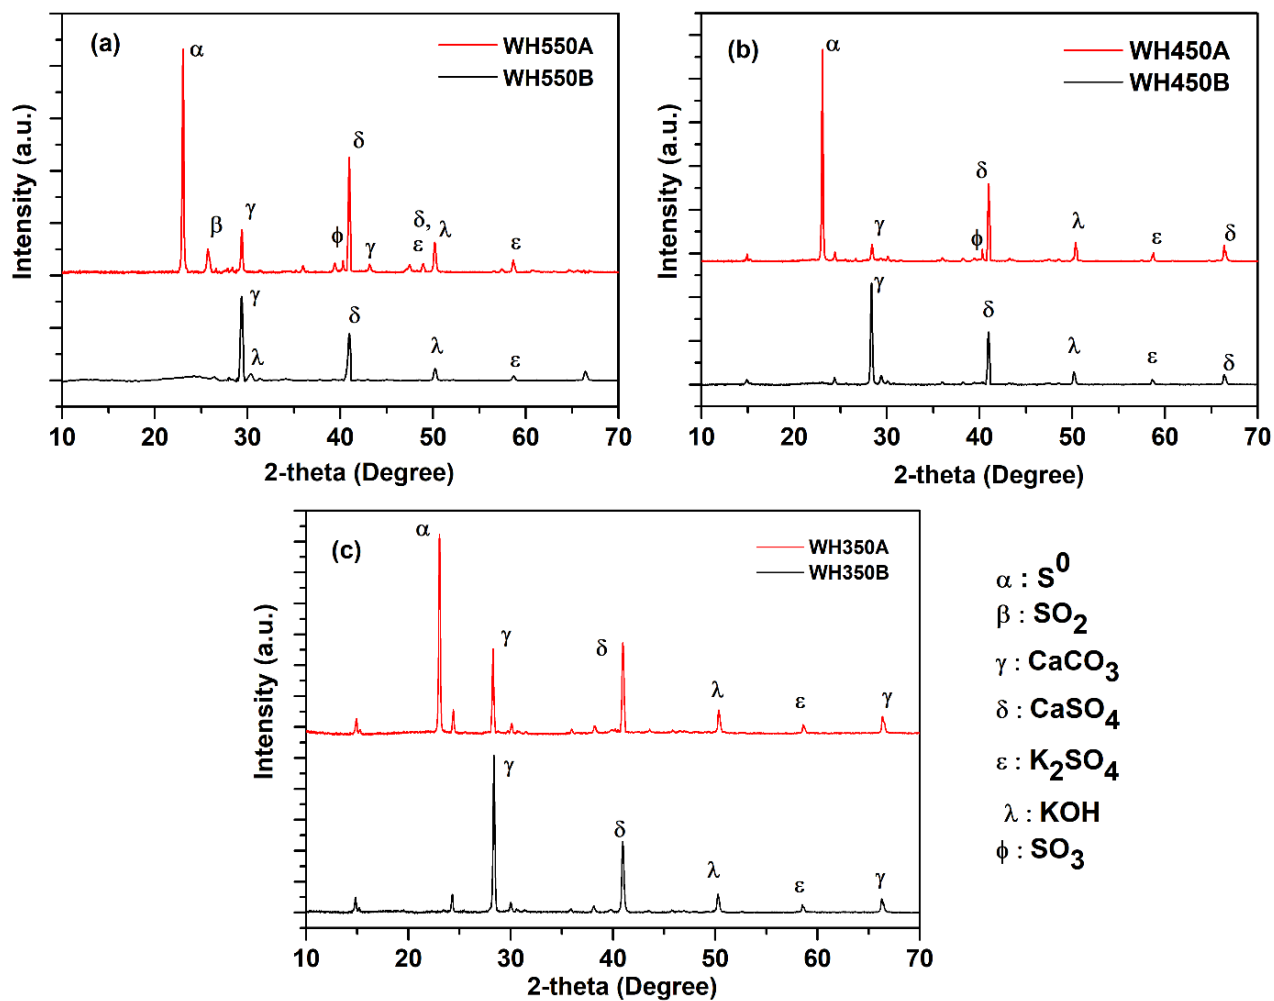 (a)
WH550A
WH550B
α
β
γ
ϕ
δ
γ
δ,
ε
λ
ε
γ
λ
δ
λ
ε
Intensity (a.u.)
10 20 30 40 50 60 70
2-theta (Degree)
(b)
WH450A
WH450B
α
γ
ϕ
δ
λ
ε
δ
γ
δ
λ
ε
δ
Intensity (a.u.)
10 20 30 40 50 60 70
2-theta (Degree)
(c)
WH350A
WH350B
α
γ
δ
λ
ε
γ
γ
δ
λ
ε
γ
Intensity (a.u.)
10 20 30 40 50 60 70
2-theta (Degree)
α : S⁰
β : SO₂
γ : CaCO₃
δ : CaSO₄
ε : K₂SO₄
λ : KOH
ϕ : SO₃